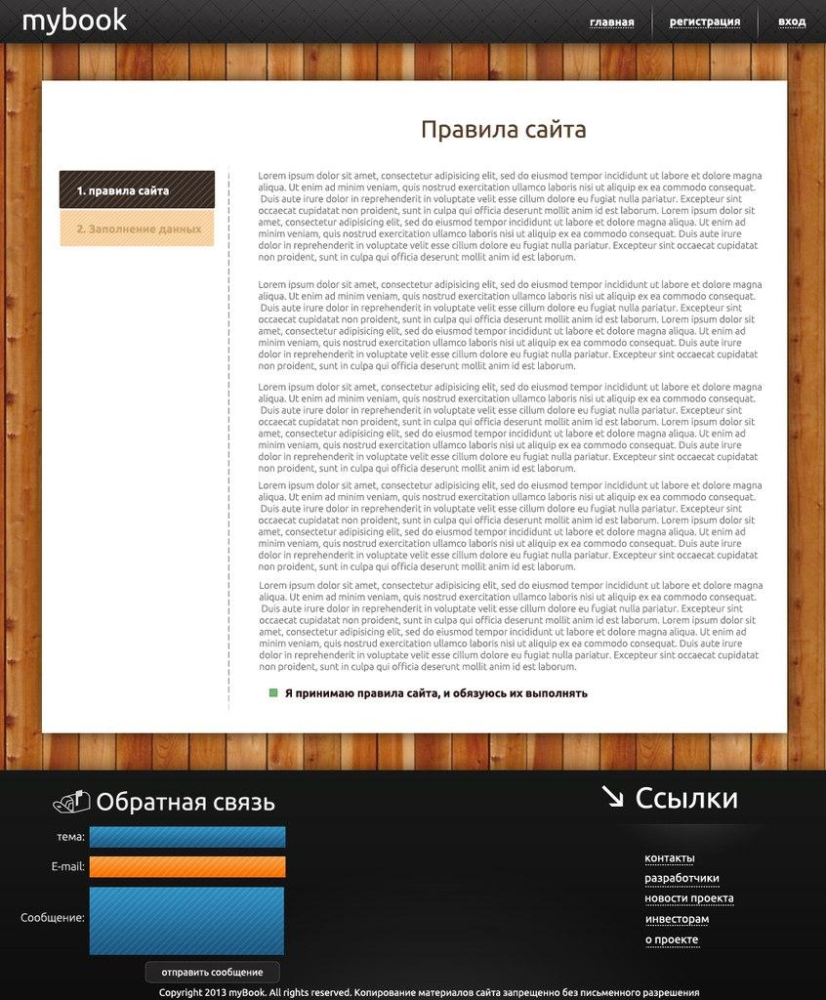 mybook
главная
регистрация
вход
Правила сайта
1. правила сайта
2. Заполнение данных
Lorem ipsum dolor sit amet, consectetur adipisicing elit, sed do eiusmod tempor incididunt ut labore et dolore magna
aliqua. Ut enim ad minim veniam, quis nostrud exercitation ullamco laboris nisi ut aliquip ex ea commodo consequat.
Duis aute irure dolor in reprehenderit in voluptate velit esse cillum dolore eu fugiat nulla pariatur. Excepteur sint
occaecat cupidatat non proident, sunt in culpa qui officia deserunt mollit anim id est laborum. Lorem ipsum dolor sit
amet, consectetur adipisicing elit, sed do eiusmod tempor incididunt ut labore et dolore magna aliqua. Ut enim ad
minim veniam, quis nostrud exercitation ullamco laboris nisi ut aliquip ex ea commodo consequat. Duis aute irure
dolor in reprehenderit in voluptate velit esse cillum dolore eu fugiat nulla pariatur. Excepteur sint occaecat cupidatat
non proident, sunt in culpa qui officia deserunt mollit anim id est laborum.
Lorem ipsum dolor sit amet, consectetur adipisicing elit, sed do eiusmod tempor incididunt ut labore et dolore magna
aliqua. Ut enim ad minim veniam, quis nostrud exercitation ullamco laboris nisi ut aliquip ex ea commodo consequat.
Duis aute irure dolor in reprehenderit in voluptate velit esse cillum dolore eu fugiat nulla pariatur. Excepteur sint
occaecat cupidatat non proident, sunt in culpa qui officia deserunt mollit anim id est laborum. Lorem ipsum dolor sit
amet, consectetur adipisicing elit, sed do eiusmod tempor incididunt ut labore et dolore magna aliqua. Ut enim ad
minim veniam, quis nostrud exercitation ullamco laboris nisi ut aliquip ex ea commodo consequat. Duis aute irure
dolor in reprehenderit in voluptate velit esse cillum dolore eu fugiat nulla pariatur. Excepteur sint occaecat cupidatat
non proident, sunt in culpa qui officia deserunt mollit anim id est laborum.
Lorem ipsum dolor sit amet, consectetur adipisicing elit, sed do eiusmod tempor incididunt ut labore et dolore magna
aliqua. Ut enim ad minim veniam, quis nostrud exercitation ullamco laboris nisi ut aliquip ex ea commodo consequat.
Duis aute irure dolor in reprehenderit in voluptate velit esse cillum dolore eu fugiat nulla pariatur. Excepteur sint
occaecat cupidatat non proident, sunt in culpa qui officia deserunt mollit anim id est laborum. Lorem ipsum dolor sit
amet, consectetur adipisicing elit, sed do eiusmod tempor incididunt ut labore et dolore magna aliqua. Ut enim ad
minim veniam, quis nostrud exercitation ullamco laboris nisi ut aliquip ex ea commodo consequat. Duis aute irure
dolor in reprehenderit in voluptate velit esse cillum dolore eu fugiat nulla pariatur. Excepteur sint occaecat cupidatat
non proident, sunt in culpa qui officia deserunt mollit anim id est laborum.
Lorem ipsum dolor sit amet, consectetur adipisicing elit, sed do eiusmod tempor incididunt ut labore et dolore magna
aliqua. Ut enim ad minim veniam, quis nostrud exercitation ullamco laboris nisi ut aliquip ex ea commodo consequat.
Duis aute irure dolor in reprehenderit in voluptate velit esse cillum dolore eu fugiat nulla pariatur. Excepteur sint
occaecat cupidatat non proident, sunt in culpa qui officia deserunt mollit anim id est laborum. Lorem ipsum dolor sit
amet, consectetur adipisicing elit, sed do eiusmod tempor incididunt ut labore et dolore magna aliqua. Ut enim ad
minim veniam, quis nostrud exercitation ullamco laboris nisi ut aliquip ex ea commodo consequat. Duis aute irure
dolor in reprehenderit in voluptate velit esse cillum dolore eu fugiat nulla pariatur. Excepteur sint occaecat cupidatat
non proident, sunt in culpa qui officia deserunt mollit anim id est laborum.
Lorem ipsum dolor sit amet, consectetur adipisicing elit, sed do eiusmod tempor incididunt ut labore et dolore magna
aliqua. Ut enim ad minim veniam, quis nostrud exercitation ullamco laboris nisi ut aliquip ex ea commodo consequat.
Duis aute irure dolor in reprehenderit in voluptate velit esse cillum dolore eu fugiat nulla pariatur. Excepteur sint
occaecat cupidatat non proident, sunt in culpa qui officia deserunt mollit anim id est laborum. Lorem ipsum dolor sit
amet, consectetur adipisicing elit, sed do eiusmod tempor incididunt ut labore et dolore magna aliqua. Ut enim ad
minim veniam, quis nostrud exercitation ullamco laboris nisi ut aliquip ex ea commodo consequat. Duis aute irure
dolor in reprehenderit in voluptate velit esse cillum dolore eu fugiat nulla pariatur. Excepteur sint occaecat cupidatat
non proident, sunt in culpa qui officia deserunt mollit anim id est laborum.
Я принимаю правила сайта, и обязуюсь их выполнять
Обратная связь
тема:
E-mail:
Сообщение:
отправить сообщение
Ссылки
контакты
разработчики
новости проекта
инвесторам
о проекте
Copyright 2013 myBook. All rights reserved. Копирование материалов сайта запрещенно без письменного разрешения